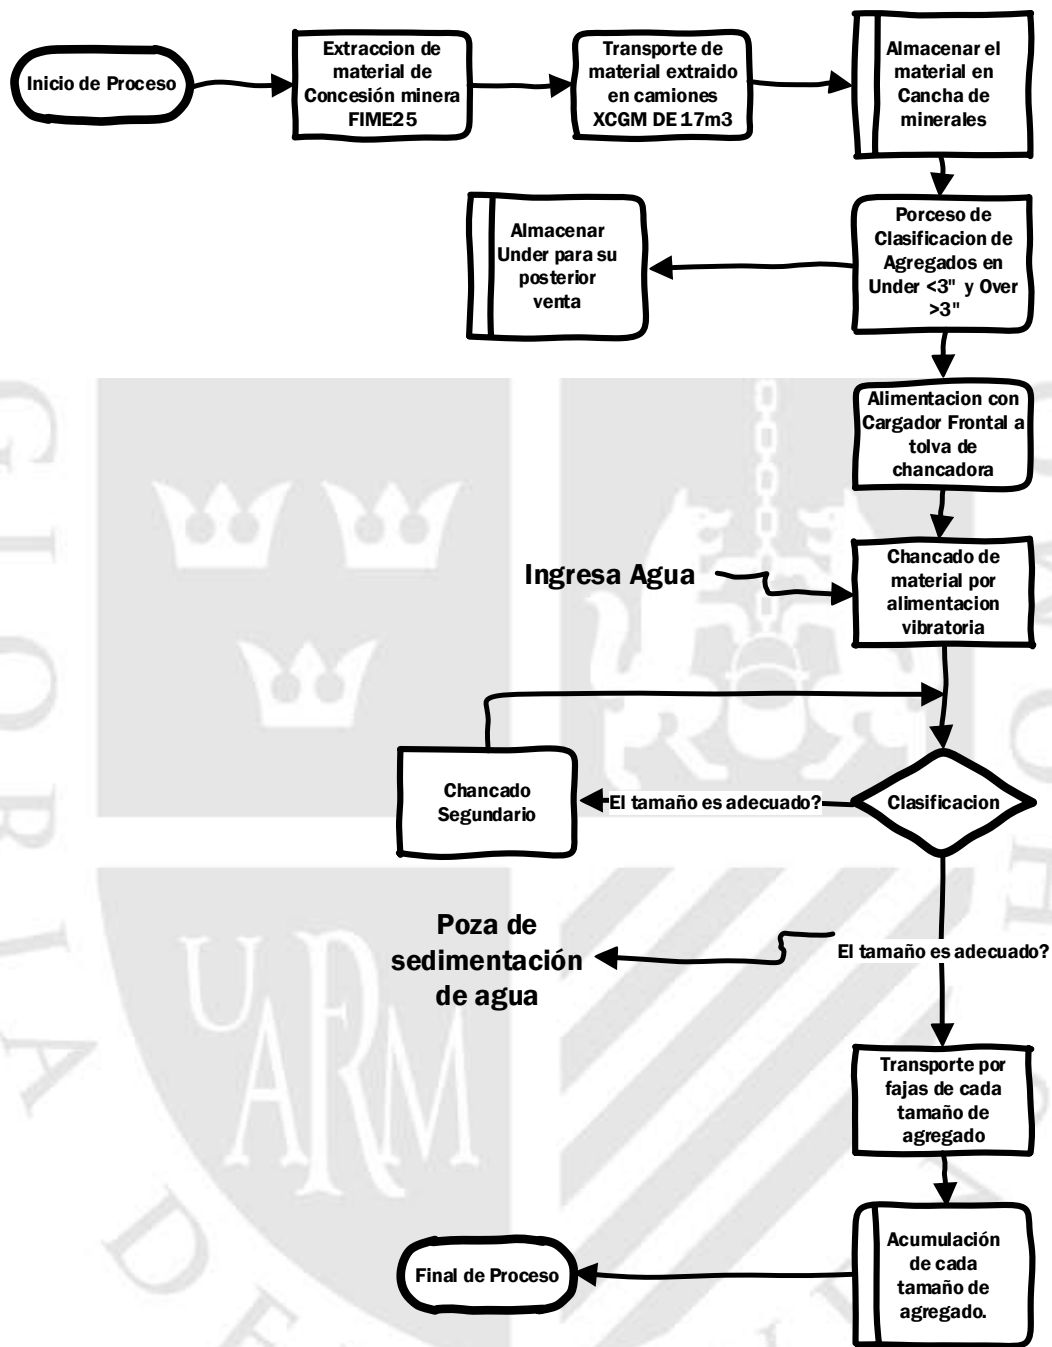 Inicio de Proceso
Extraccion de
material de
Concesión minera
FIME25
Transporte de
material extraido
en camiones
XCGM DE 17m3
Almacenar el
material en
Cancha de
minerales
Almacenar
Under para su
posterior
venta
Porceso de
Clasificacion de
Agregados en
Under <3" y Over
>3"
Alimentacion con
Cargador Frontal a
tolva de
chancadora
Ingresa Agua
Chancado de
material por
alimentacion
vibratoria
Chancado
Segundario
El tamaño es adecuado?
Clasificacion
Poza de
sedimentación
de agua
El tamaño es adecuado?
Transporte por
fajas de cada
tamaño de
agregado
Final de Proceso
Acumulación
de cada
tamaño de
agregado.
UARM